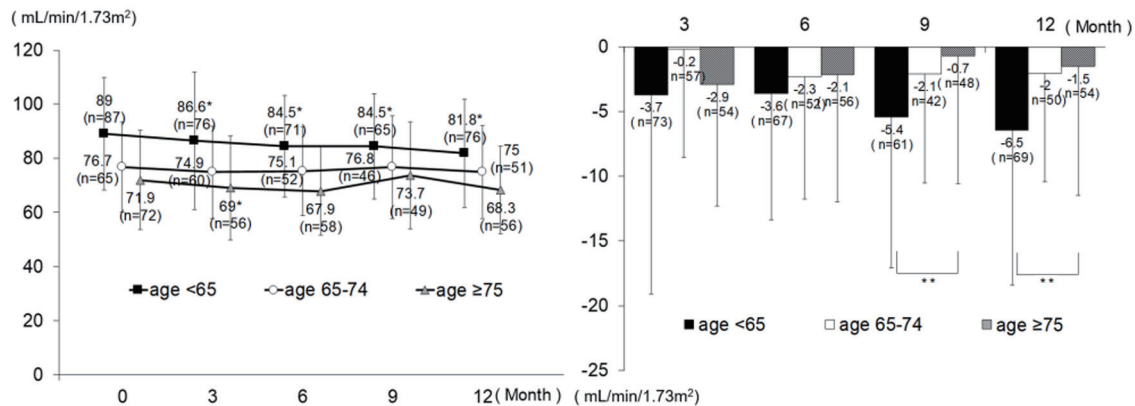 ( mL/min/1.73m²)
120
100
80
60
40
20
0
89
(n=87)
86.6*
(n=76)
84.5*
(n=71)
84.5*
(n=65)
81.8*
(n=76)
76.7
(n=65)
74.9
(n=60)
75.1
(n=52)
76.8
(n=46)
75
(n=51)
71.9
(n=72)
69*
(n=56)
67.9
(n=58)
73.7
(n=49)
68.3
(n=56)
age <65
age 65-74
age ≥75
0 3 6 9 12 ( Month)
3 6 9 12 ( Month)
-0
-5
-10
-15
-20
-25
-3.7
( n=73)
-0.2
n=57)
-2.9
( n=54)
-3.6
( n=67)
-2.3
( n=52)
-2.1
( n=56)
-5.4
( n=61)
-2.1
( n=42)
-0.7
( n=48)
-6.5
( n=69)
-2
( n=50)
-1.5
( n=54)
**
**
age <65
age 65-74
age ≥75
( mL/min/1.73m²)